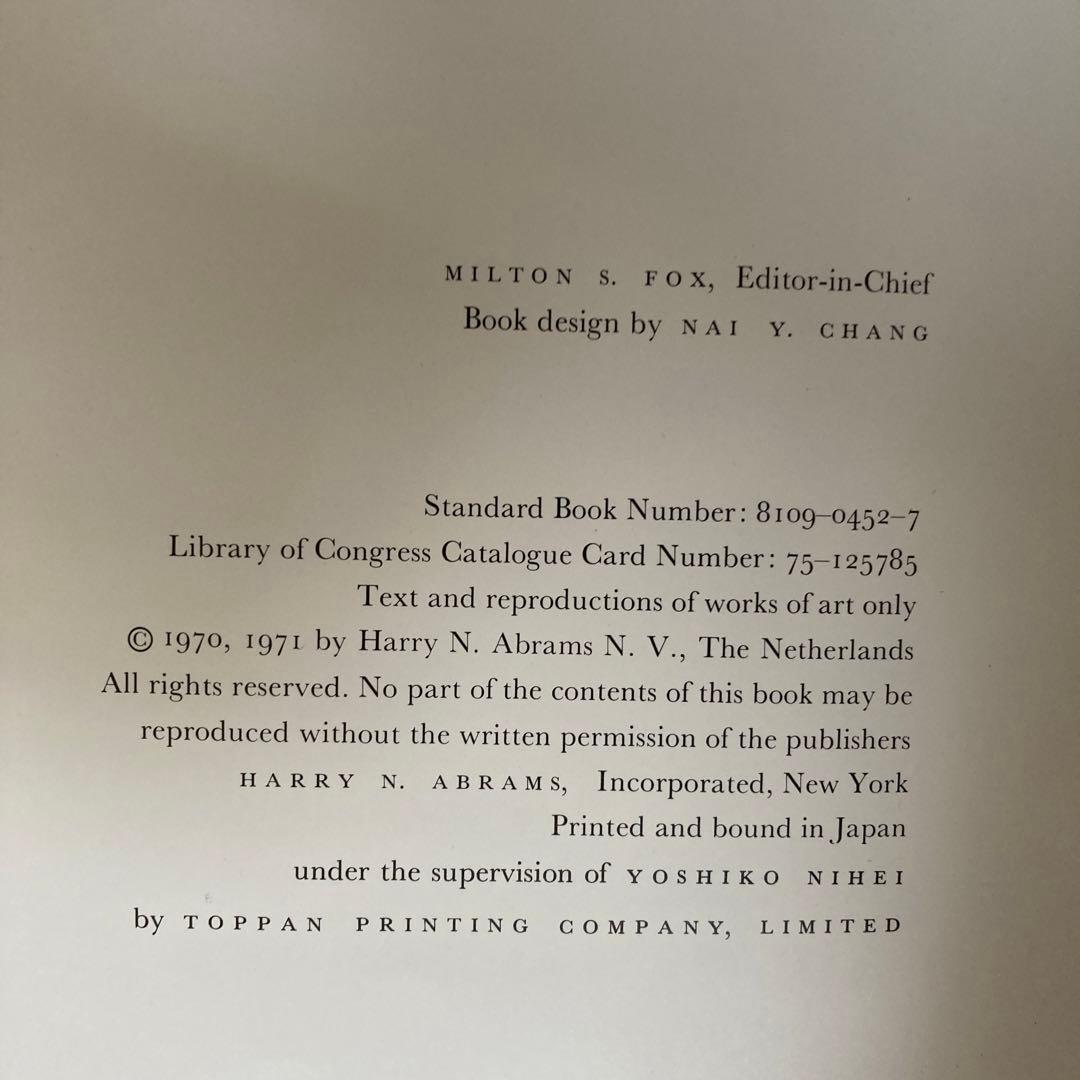 MILTON S. FOX, Editor-in-Chief
Book design by NAI Y. CHANG
Standard Book Number: 8109–0452–7
Library of Congress Catalogue Card Number: 75–125785
Text and reproductions of works of art only
© 1970, 1971 by Harry N. Abrams N. V., The Netherlands
All rights reserved. No part of the contents of this book may be
reproduced without the written permission of the publishers
HARRY N. ABRAMS, Incorporated, New York
Printed and bound in Japan
under the supervision of YOSHIKO NIHEI
by TOPPAN PRINTING COMPANY, LIMITED